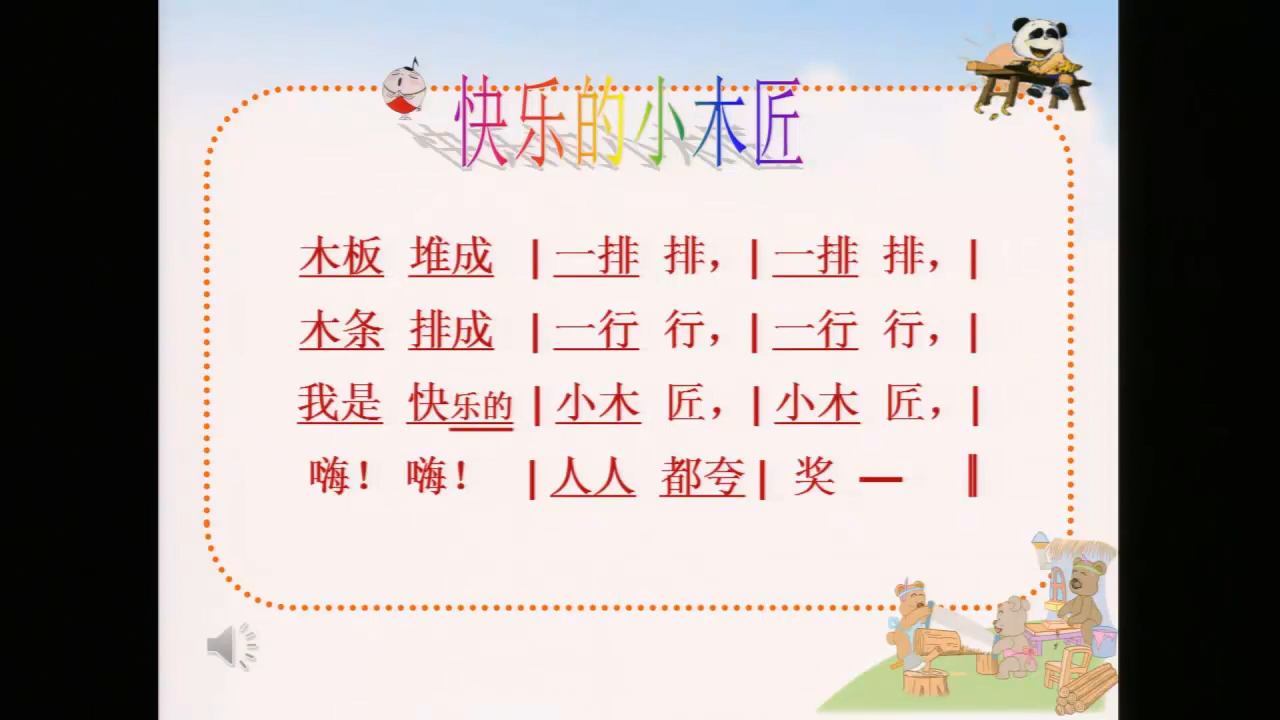 快乐的小木匠
木板 堆成 | 一排 排，| 一排 排，|
木条 排成 | 一行 行，| 一行 行，|
我是 快乐的 | 小木 匠，| 小木 匠，|
嗨！ 嗨！ | 人人 都夸 | 奖 — ‖